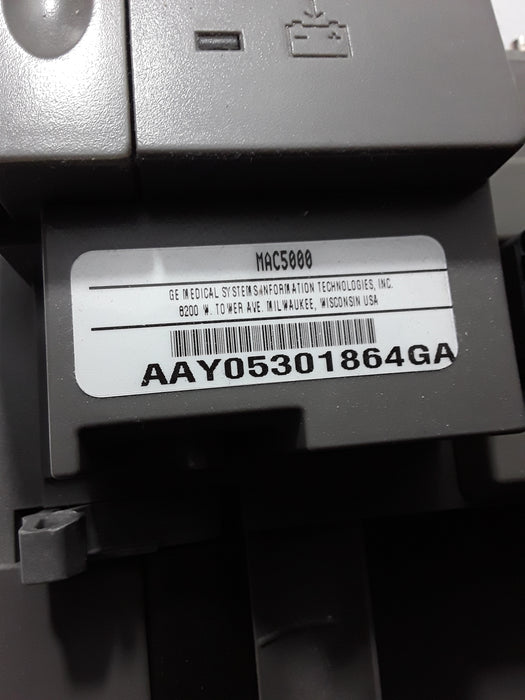 MAC5000
GE MEDICAL SYSTEMS INFORMATION TECHNOLOGIES, INC.
8200 W. TOWER AVE. MILWAUKEE, WISCONSIN USA
AAY05301864GA